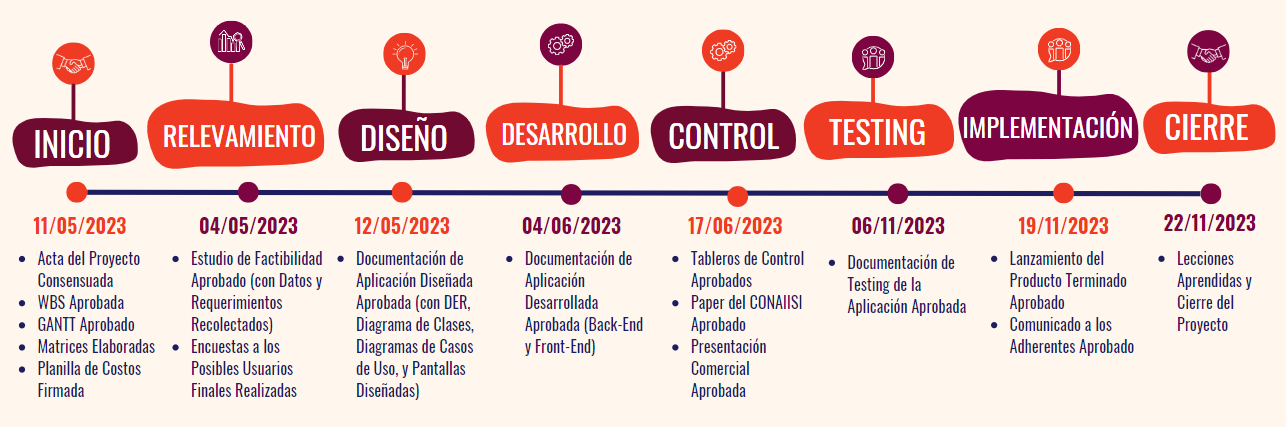 INICIO
11/05/2023
• Acta del Proyecto
Consensuada
• WBS Aprobada
• GANTT Aprobado
• Matrices Elaboradas
• Planilla de Costos
Firmada
RELEVAMIENTO
04/05/2023
• Estudio de Factibilidad
Aprobado (con Datos y
Requerimientos
Recolectados)
• Encuestas a los
Posibles Usuarios
Finales Realizadas
DISEÑO
12/05/2023
• Documentación de
Aplicación Diseñada
Aprobada (con DER,
Diagrama de Clases,
Diagramas de Casos
de Uso, y Pantallas
Diseñadas)
DESARROLLO
04/06/2023
• Documentación de
Aplicación
Desarrollada
Aprobada (Back-End
y Front-End)
CONTROL
17/06/2023
• Tableros de Control
Aprobados
• Paper del CONAIISI
Aprobado
• Presentación
Comercial
Aprobada
TESTING
06/11/2023
• Documentación de
Testing de la
Aplicación Aprobada
IMPLEMENTACIÓN
19/11/2023
• Lanzamiento del
Producto Terminado
Aprobado
• Comunicado a los
Adherentes Aprobado
CIERRE
22/11/2023
• Lecciones
Aprendidas y
Cierre del
Proyecto